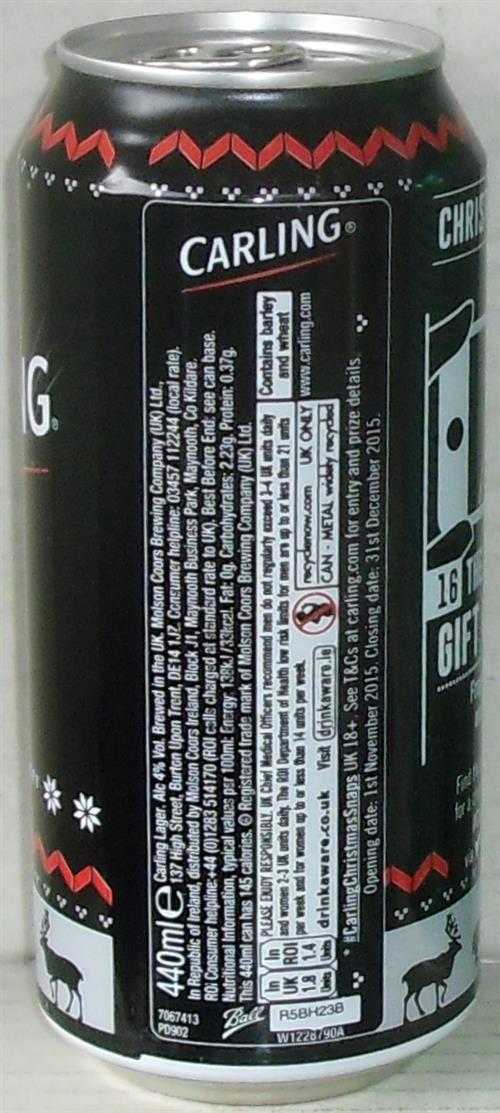 CARLING®
440ml e Carling Lager. Alc 4% Vol. Brewed in the UK. Molson Coors Brewing Company (UK) Ltd.,
137 High Street, Burton Upon Trent, DE14 1JZ. Consumer helpline: 03457 112244 (local rate).
In Republic of Ireland, distributed by Molson Coors Ireland, Block J1, Maynooth Business Park, Maynooth, Co Kildare.
ROI Consumer helpline:+44 (0)1283 514170 (ROI calls charged at standard rate to UK). Best Before End, see can base.
Nutritional Information, typical values per 100ml. Energy: 138kJ/33kcal. Fat: 0g. Carbohydrates: 2.23g. Protein: 0.37g.
This 440ml can has 145 calories. ® Registered trade mark of Molson Coors Brewing Company (UK) Ltd.
Contains barley
and wheat
www.carling.com
In UK 1.8 Units
In ROI 1.4 Units
PLEASE ENJOY RESPONSIBLY. UK Chief Medical Officers recommend men do not regularly exceed 3-4 UK units daily
and women 2-3 UK units daily. The ROI Department of Health low risk limits for men are up to or less than 21 units
per week and for women up to or less than 14 units per week.
drinkaware.co.uk Visit drinkaware.ie
recyclenow.com UK ONLY
CAN - METAL widely recycled
* #CarlingChristmasSnaps UK 18+. See T&Cs at carling.com for entry and prize details.
Opening date: 1st November 2015. Closing date: 31st December 2015.
7067413
PD902
Ball
R5BH23B
W1228790A
G®
CHRIS
16
GIFT